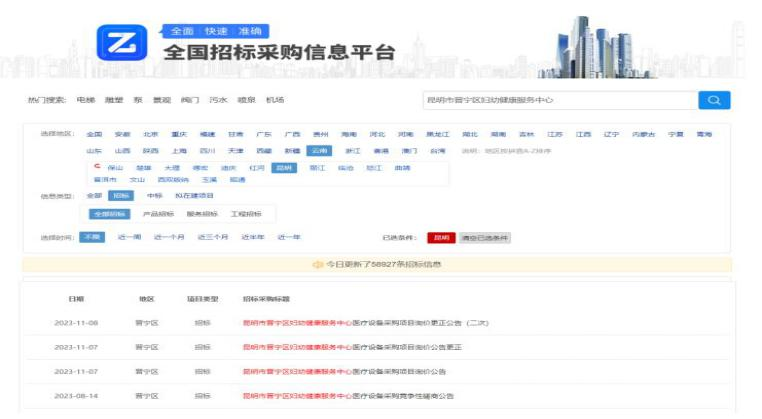 全面 快速 准确
全国招标采购信息平台
热门搜索: 电梯 雕塑 泵 景观 阀门 污水 喷泉 机场
昆明市晋宁区妇幼健康服务中心
选择地区: 全国 安徽 北京 重庆 福建 甘肃 广东 广西 贵州 海南 河北 河南 黑龙江 湖北 湖南 吉林 江苏 江西 辽宁 内蒙古 宁夏 青海
山东 山西 陕西 上海 四川 天津 西藏 新疆 云南 浙江 香港 澳门 台湾 说明: 地区按拼音A-Z排序
保山 楚雄 大理 德宏 迪庆 红河 昆明 丽江 临沧 怒江 曲靖
普洱市 文山 西双版纳 玉溪 昭通
信息类型: 全部 招标 中标 拟在建项目
全部招标 产品招标 服务招标 工程招标
选择时间: 不限 近一周 近一个月 近三个月 近半年 近一年 已选条件: 昆明 清空已选条件
今日更新了58927条招标信息
日期 地区 项目类型 招标采购标题
2023-11-08 晋宁区 招标 昆明市晋宁区妇幼健康服务中心医疗设备采购项目询价更正公告（二次）
2023-11-07 晋宁区 招标 昆明市晋宁区妇幼健康服务中心医疗设备采购项目询价公告更正
2023-11-07 晋宁区 招标 昆明市晋宁区妇幼健康服务中心医疗设备采购项目询价公告
2023-08-14 晋宁区 招标 昆明市晋宁区妇幼健康服务中心医疗设备采购竞争性磋商公告